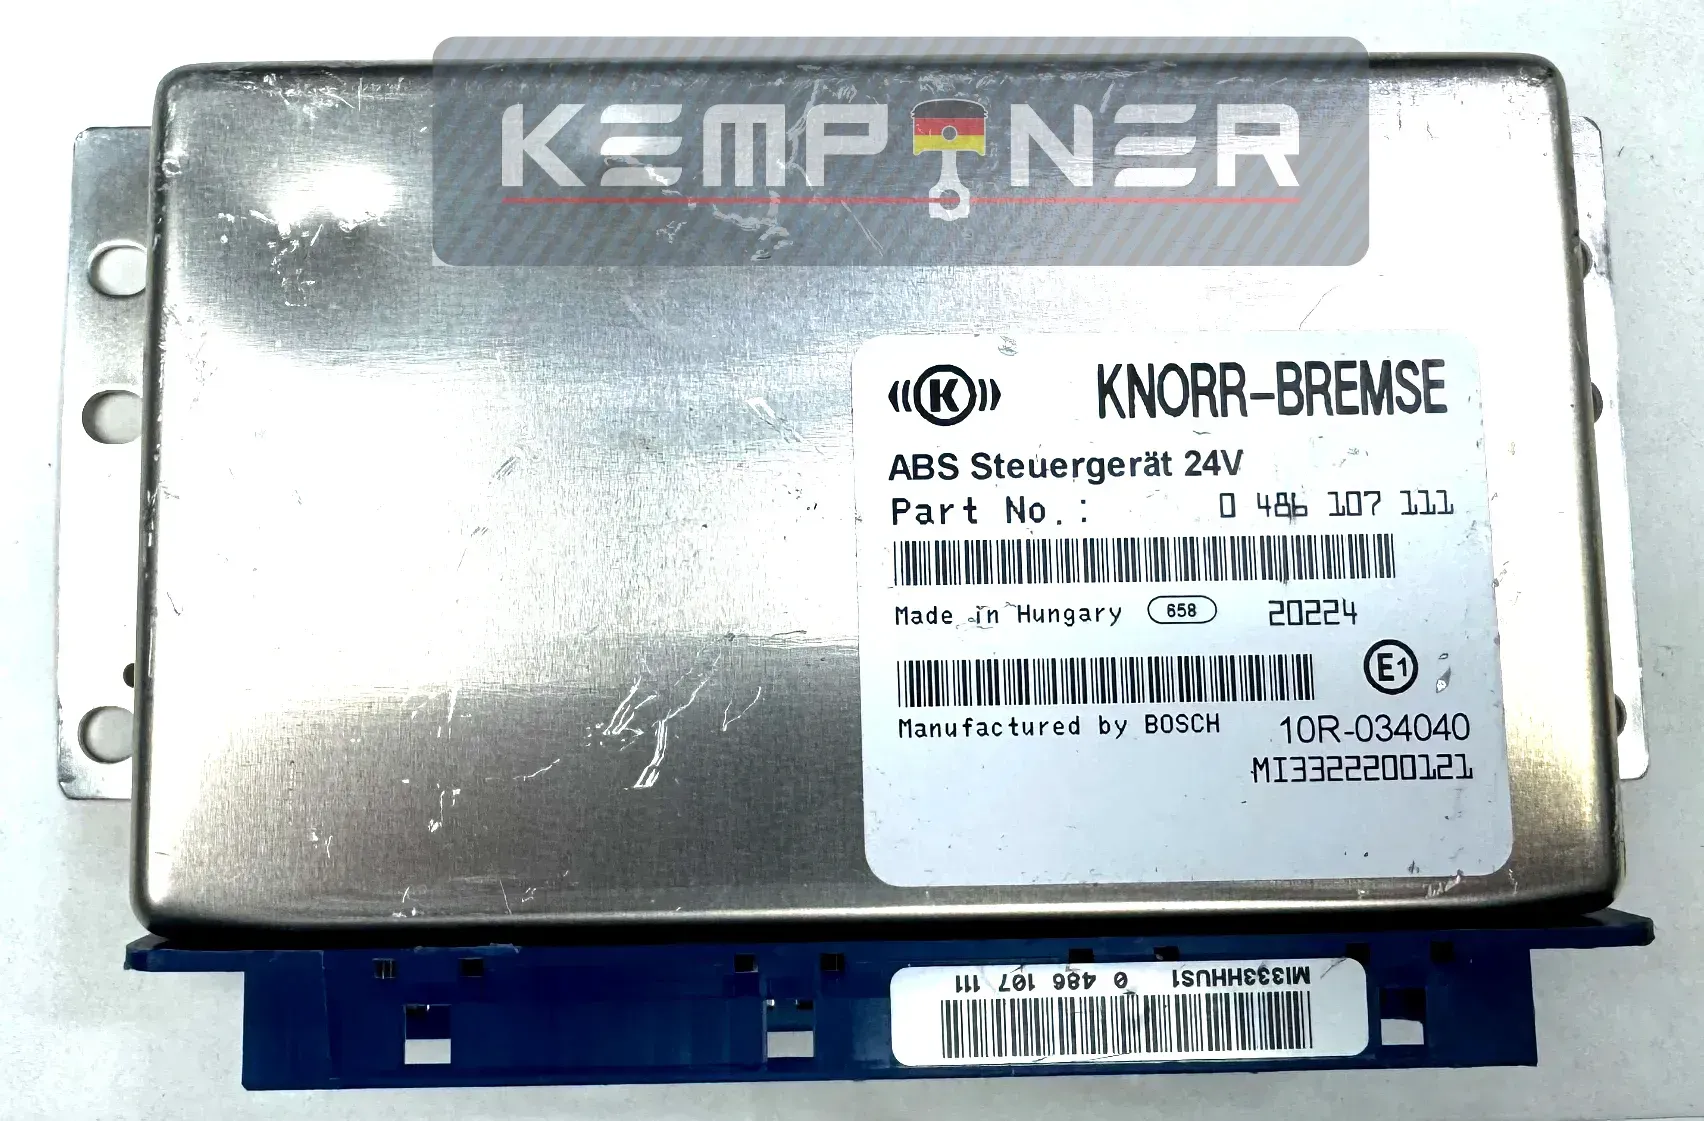 KEMPTNER
K KNORR-BREMSE
ABS Steuergerät 24V
Part No.: 0 486 107 111
Made in Hungary 658 20224
E1
Manufactured by BOSCH 10R-034040
MI3322200121
MI333HHUS1 0 486 107 111